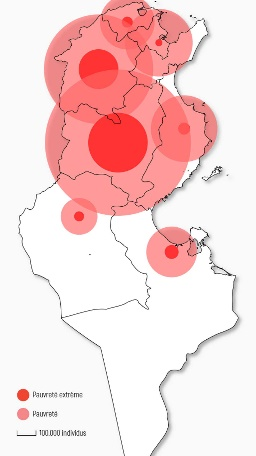 Pauvreté extrême
Pauvreté
100.000 individus